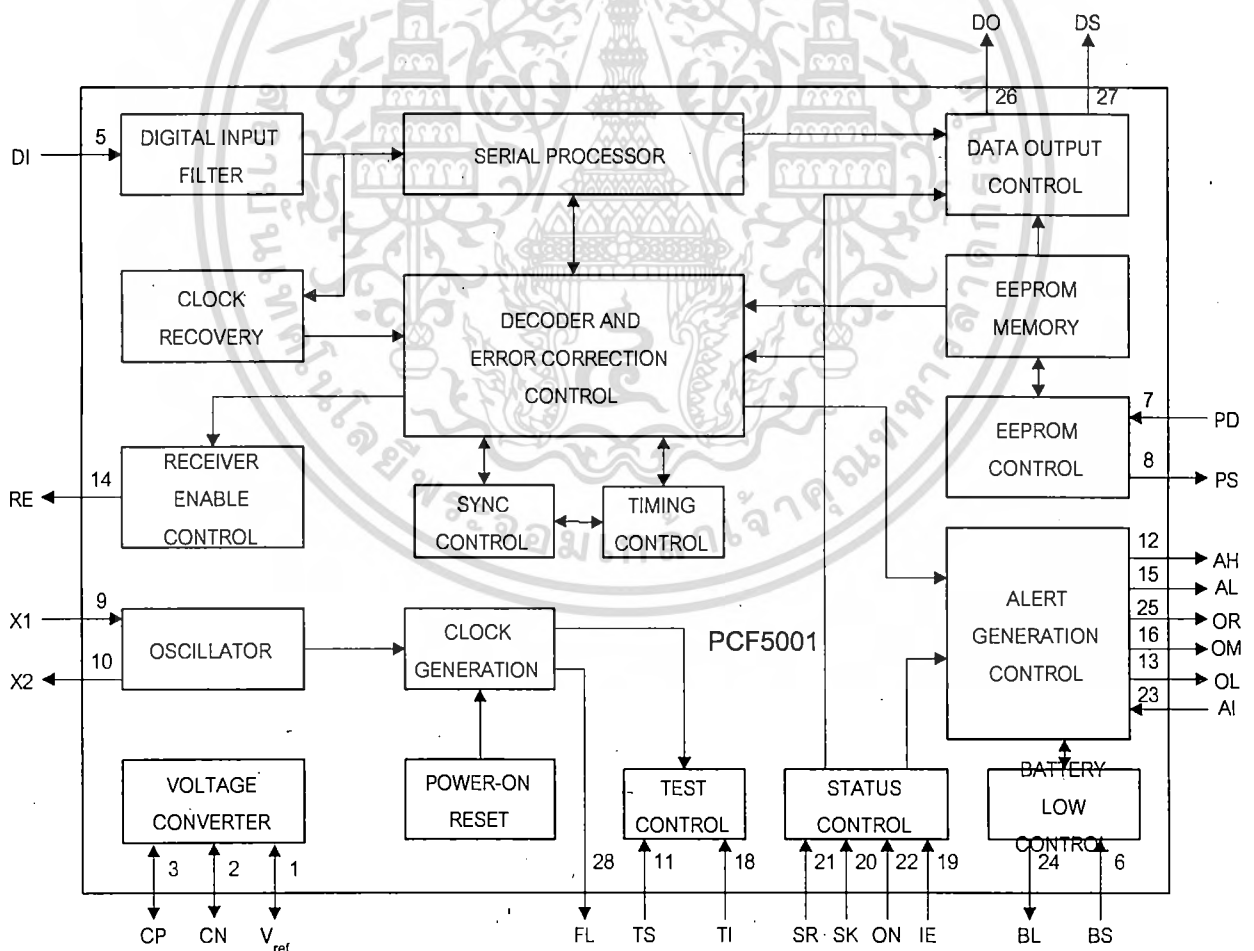 DO DS
26 27
DI 5 DIGITAL INPUT
FILTER
SERIAL PROCESSOR
DATA OUTPUT
CONTROL
CLOCK
RECOVERY
DECODER AND
ERROR CORRECTION
CONTROL
EEPROM
MEMORY
EEPROM
CONTROL
7 PD
8 PS
RE 14 RECEIVER
ENABLE
CONTROL
SYNC
CONTROL
TIMING
CONTROL
ALERT
GENERATION
CONTROL
12 AH
15 AL
25 OR
16 OM
13 OL
23 AI
X1 9
X2 10
OSCILLATOR
CLOCK
GENERATION
PCF5001
VOLTAGE
CONVERTER
POWER-ON
RESET
TEST
CONTROL
STATUS
CONTROL
BATTERY
LOW
CONTROL
3 2 1 28 11 18 21 20 22 19 24 6
CP CN Vref FL TS TI SR SK ON IE BL BS